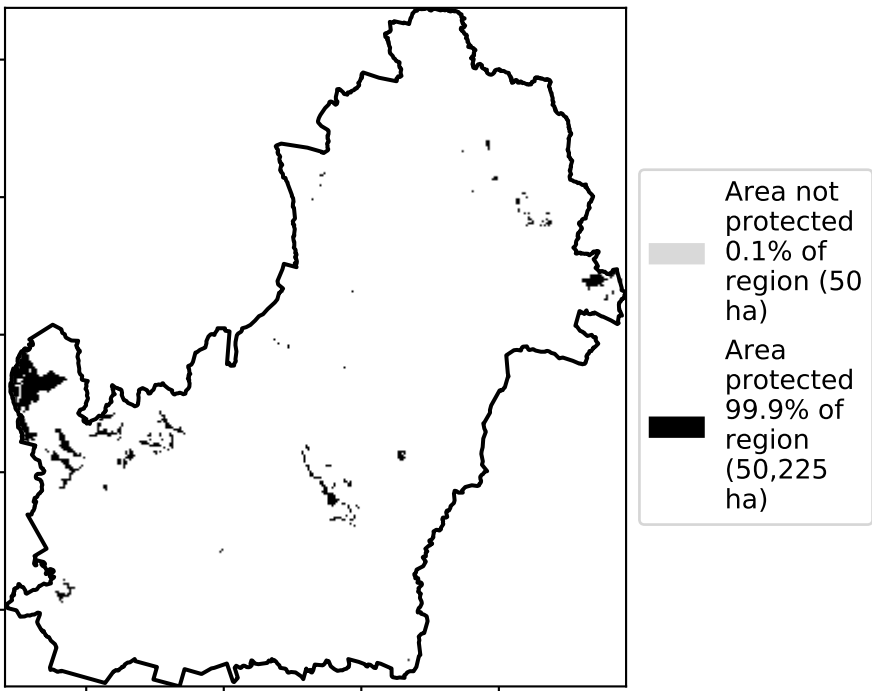 Area not
protected
0.1% of
region (50
ha)
Area
protected
99.9% of
region
(50,225
ha)